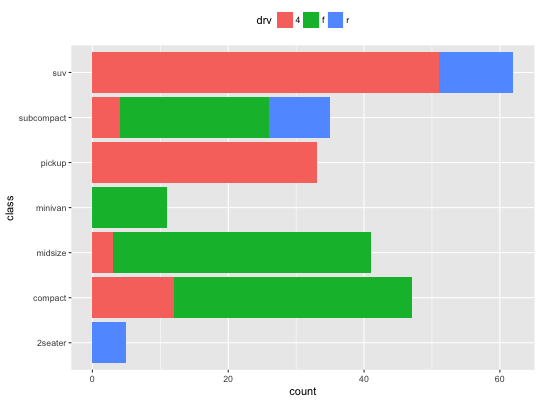 drv 4 f r
suv
subcompact
pickup
minivan
midsize
compact
2seater
class
0 20 40 60
count